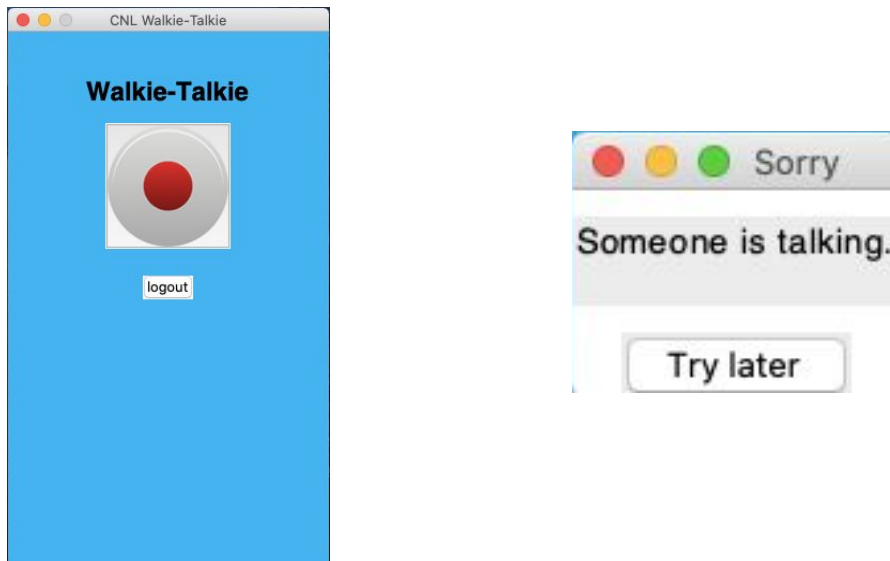 CNL Walkie-Talkie
Walkie-Talkie
logout
Sorry
Someone is talking.
Try later